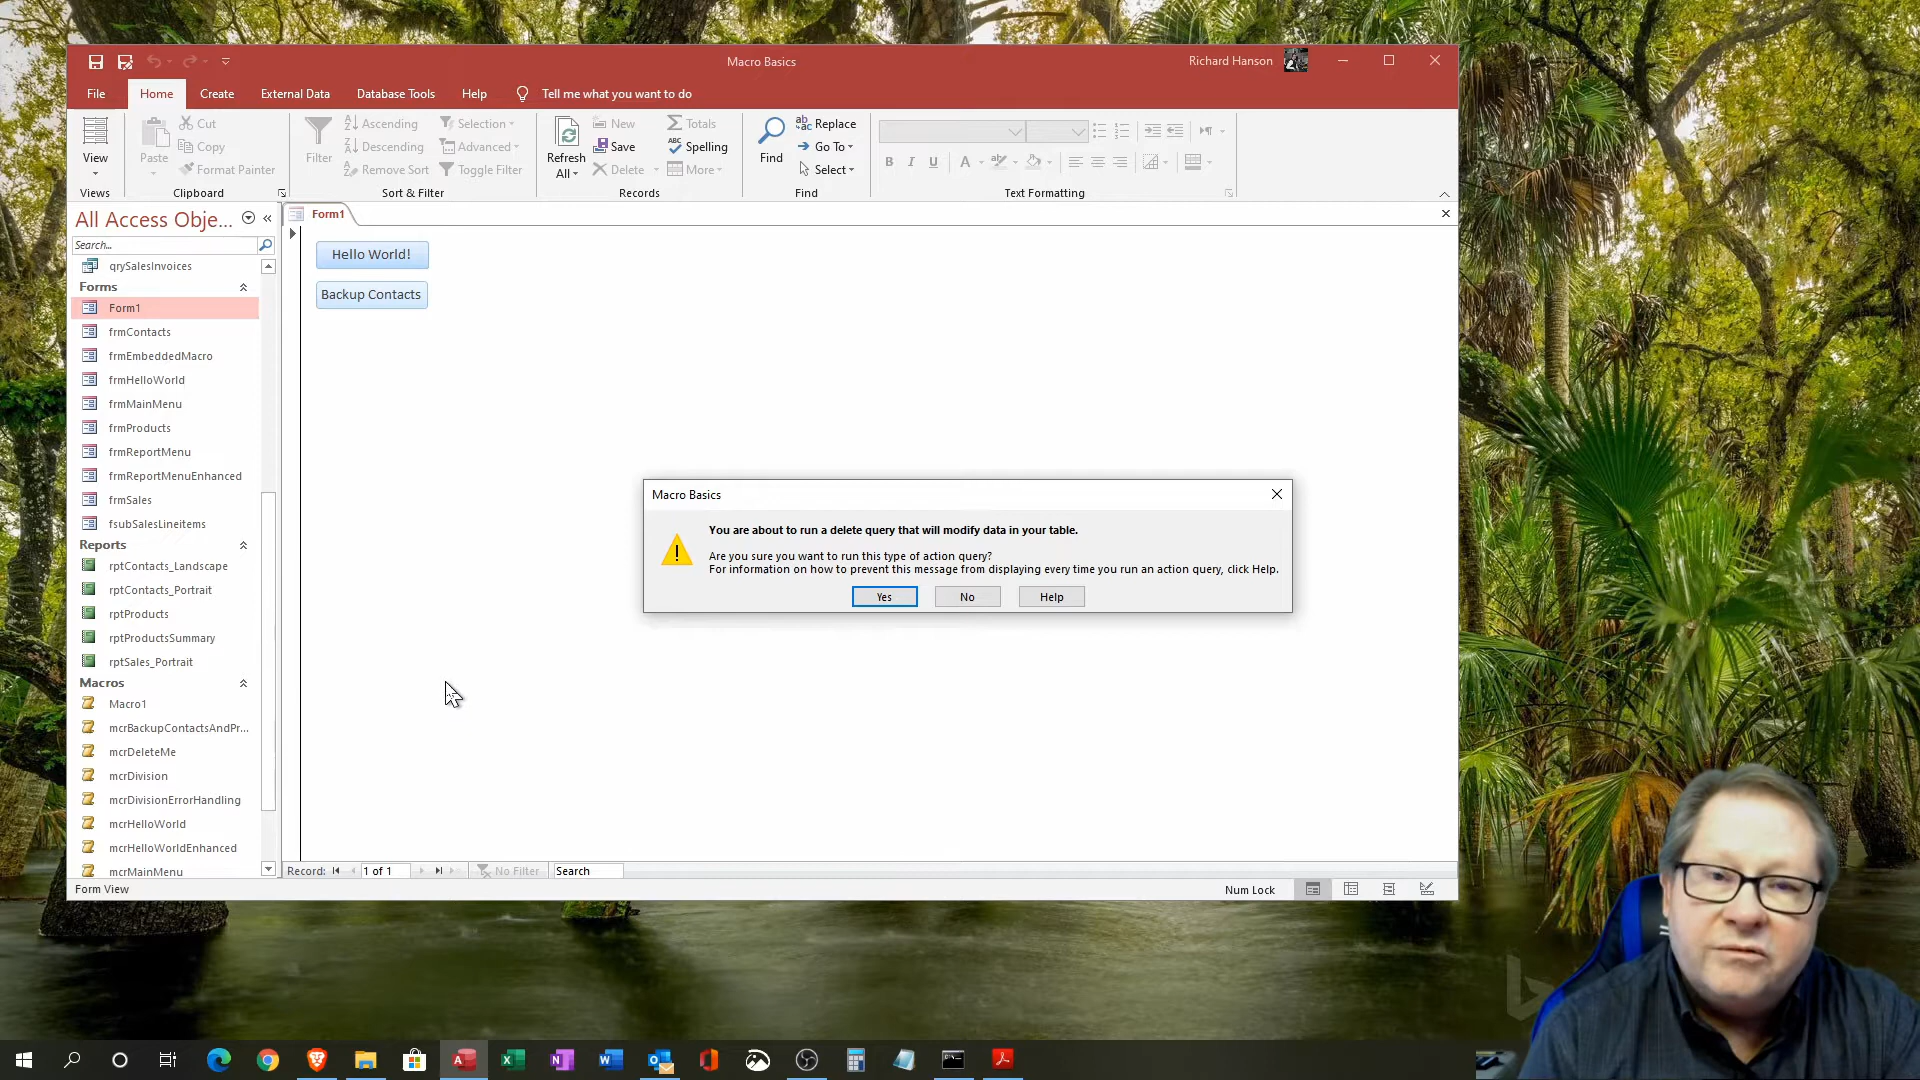 Macro Basics
Richard Hanson
File
Home
Create
External Data
Database Tools
Help
Tell me what you want to do
View
Views
Paste
Cut
Copy
Format Painter
Clipboard
Filter
Ascending
Descending
Remove Sort
Selection
Advanced
Toggle Filter
Sort & Filter
Refresh
All
New
Save
Delete
Totals
Spelling
More
Records
Find
Replace
Go To
Select
Find
B I U A
Text Formatting
All Access Obje...
Search...
qrySalesInvoices
Forms
Form1
frmContacts
frmEmbeddedMacro
frmHelloWorld
frmMainMenu
frmProducts
frmReportMenu
frmReportMenuEnhanced
frmSales
fsubSalesLineitems
Reports
rptContacts_Landscape
rptContacts_Portrait
rptProducts
rptProductsSummary
rptSales_Portrait
Macros
Macro1
mcrBackupContactsAndPr...
mcrDeleteMe
mcrDivision
mcrDivisionErrorHandling
mcrHelloWorld
mcrHelloWorldEnhanced
mcrMainMenu
Form1
Hello World!
Backup Contacts
Macro Basics
You are about to run a delete query that will modify data in your table.
Are you sure you want to run this type of action query?
For information on how to prevent this message from displaying every time you run an action query, click Help.
Yes
No
Help
Record:
1 of 1
No Filter
Search
Form View
Num Lock